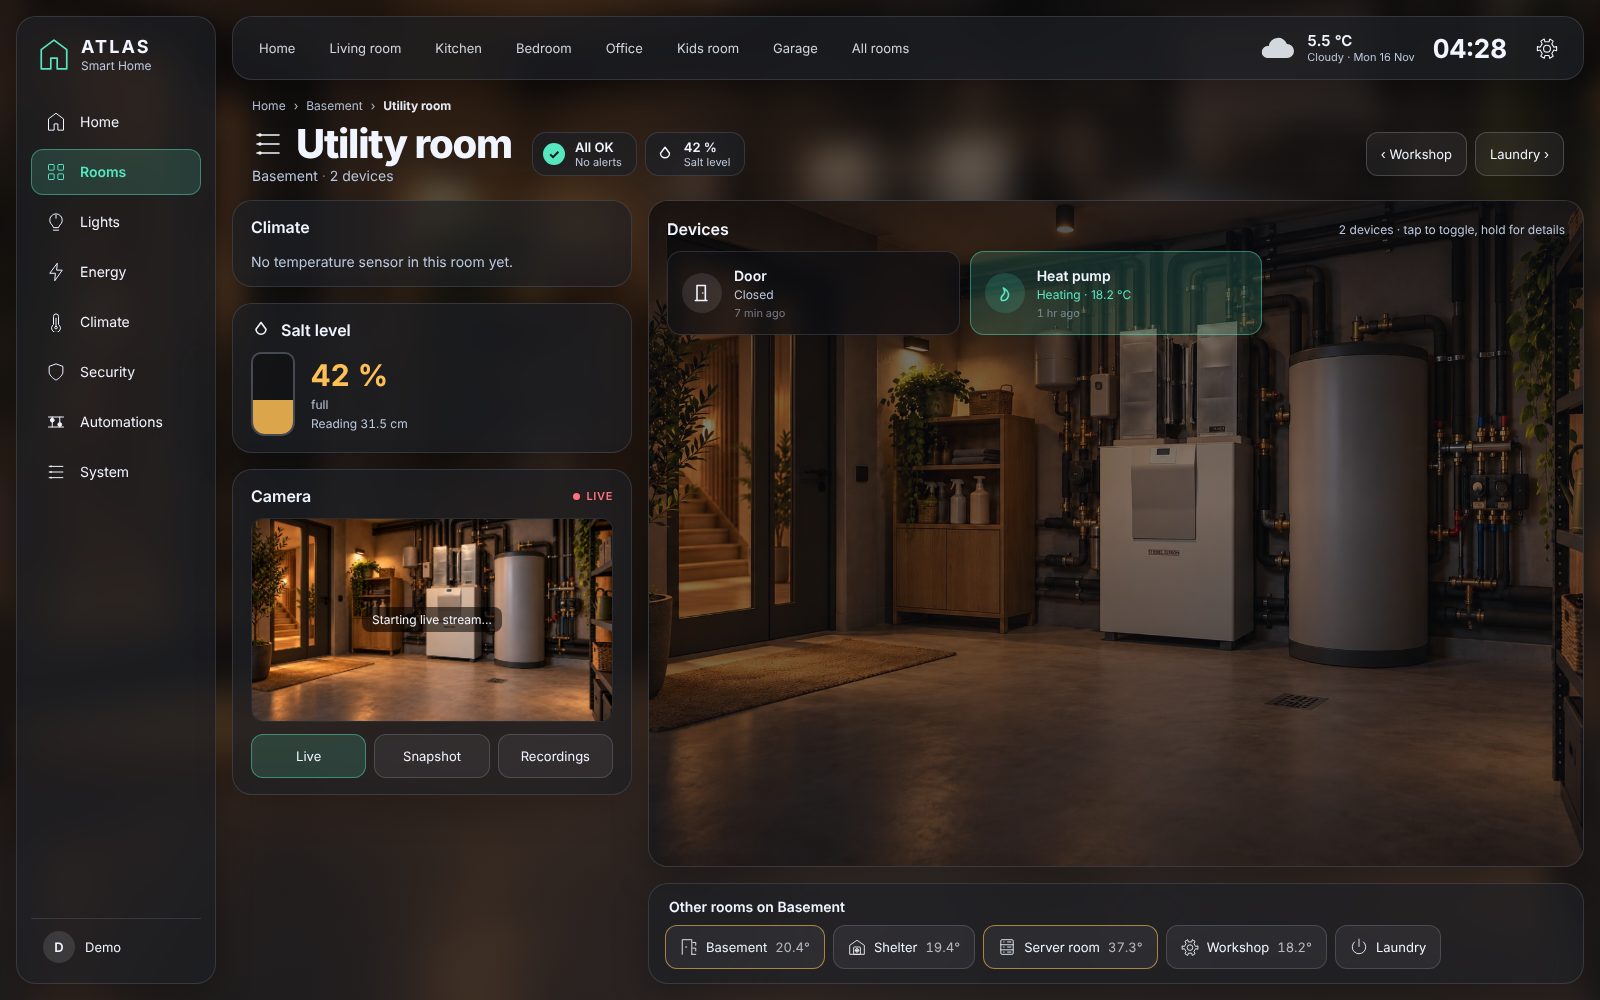 ATLAS
Smart Home
Home
Rooms
Lights
Energy
Climate
Security
Automations
System
D
Demo
Home Living room Kitchen Bedroom Office Kids room Garage All rooms
5.5 °C
Cloudy · Mon 16 Nov
04:28
Home › Basement › Utility room
Utility room
Basement · 2 devices
All OK
No alerts
42 %
Salt level
‹ Workshop
Laundry ›
Climate
No temperature sensor in this room yet.
Salt level
42 %
full
Reading 31.5 cm
Camera
LIVE
Starting live stream...
Live
Snapshot
Recordings
Devices
2 devices · tap to toggle, hold for details
Door
Closed
7 min ago
Heat pump
Heating · 18.2 °C
1 hr ago
Other rooms on Basement
Basement 20.4°
Shelter 19.4°
Server room 37.3°
Workshop 18.2°
Laundry